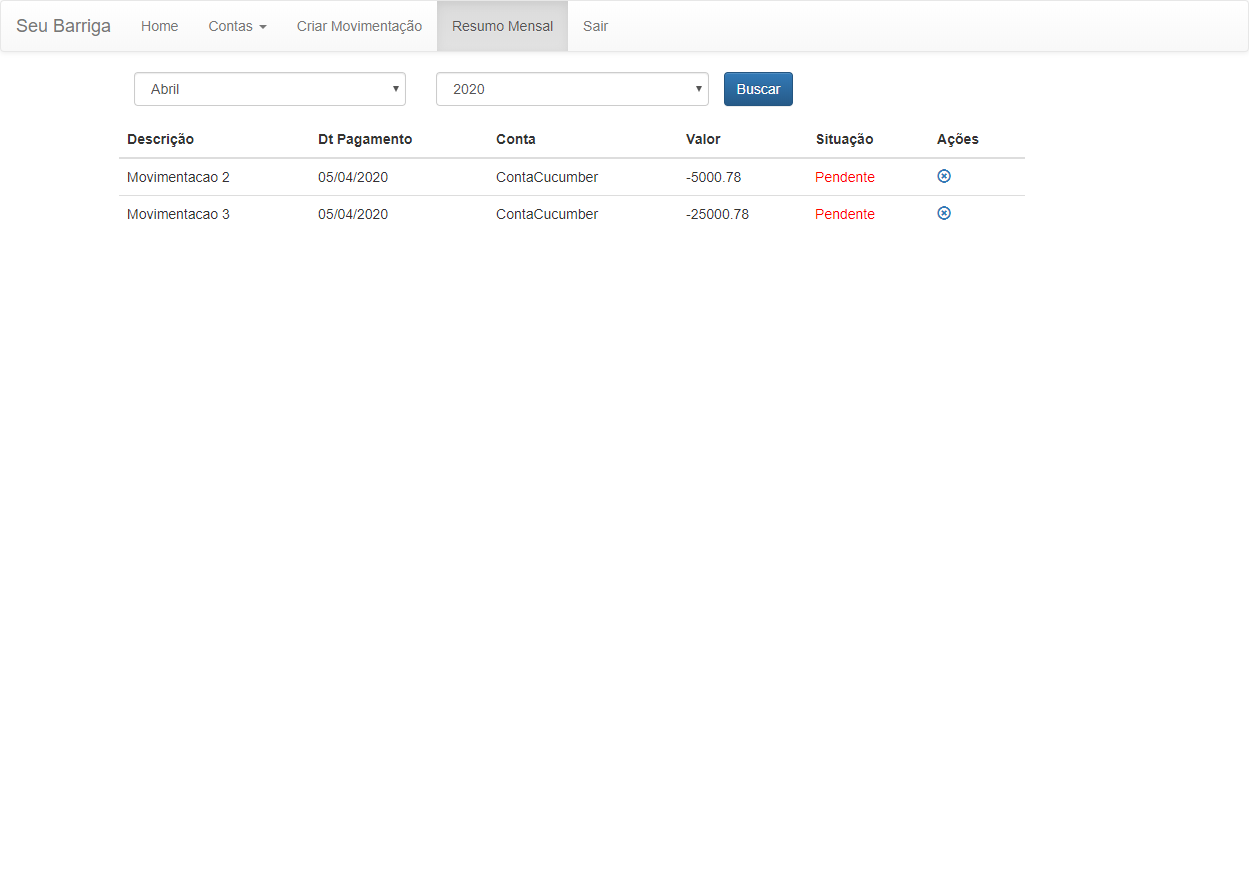 Seu Barriga Home Contas Criar Movimentação Resumo Mensal Sair
Abril 2020 Buscar
Descrição Dt Pagamento Conta Valor Situação Ações
Movimentacao 2 05/04/2020 ContaCucumber -5000.78 Pendente
Movimentacao 3 05/04/2020 ContaCucumber -25000.78 Pendente